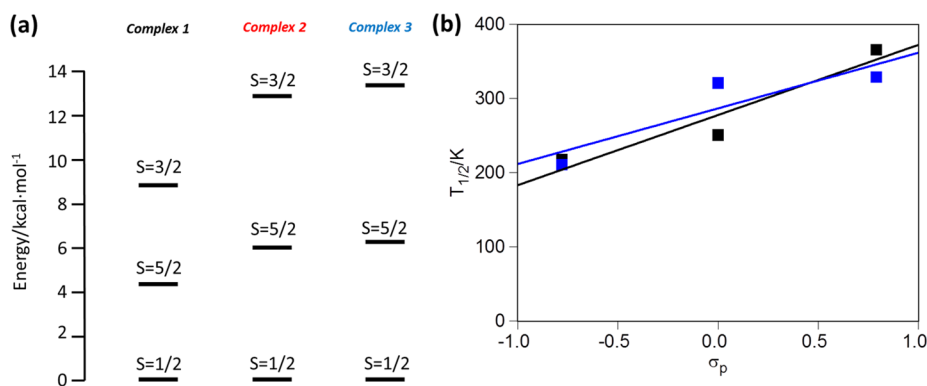 (a)
Complex 1
Complex 2
Complex 3
Energy/kcal·mol⁻¹
14
12
10
8
6
4
2
0
S=3/2
S=5/2
S=1/2
S=3/2
S=5/2
S=1/2
S=3/2
S=5/2
S=1/2
(b)
T1/2/K
400
300
200
100
0
-1.0
-0.5
0.0
0.5
1.0
σp